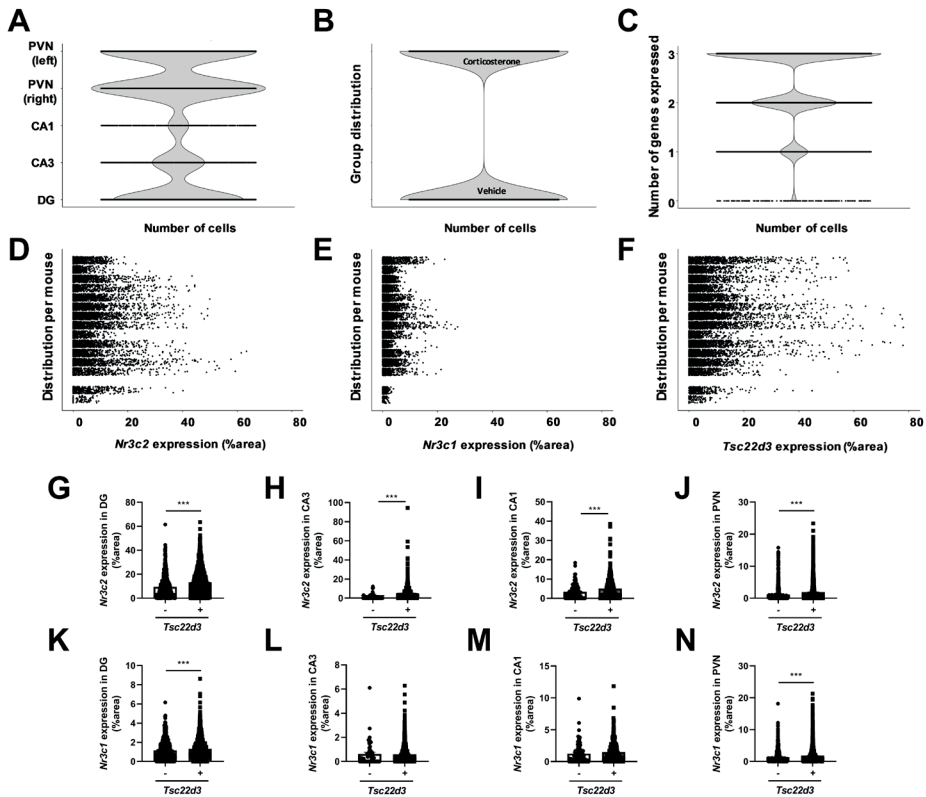 A
B
C
PVN
(left)
PVN
(right)
CA1
CA3
DG
Number of cells
Group distribution
Corticosterone
Vehicle
Number of cells
Number of genes expressed
3
2
1
0
Number of cells
D
E
F
Distribution per mouse
0 20 40 60 80
Nr3c2 expression (%area)
Distribution per mouse
0 20 40 60 80
Nr3c1 expression (%area)
Distribution per mouse
0 20 40 60 80
Tsc22d3 expression (%area)
G
Nr3c2 expression in DG
(%area)
80
60
40
20
0
***
- +
Tsc22d3
H
Nr3c2 expression in CA3
(%area)
100
80
60
40
20
0
***
- +
Tsc22d3
I
Nr3c2 expression in CA1
(%area)
50
40
30
20
10
0
***
- +
Tsc22d3
J
Nr3c2 expression in PVN
(%area)
30
20
10
0
***
- +
Tsc22d3
K
Nr3c1 expression in DG
(%area)
10
8
6
4
2
0
***
- +
Tsc22d3
L
Nr3c1 expression in CA3
(%area)
8
6
4
2
0
- +
Tsc22d3
M
Nr3c1 expression in CA1
(%area)
15
10
5
0
- +
Tsc22d3
N
Nr3c1 expression in PVN
(%area)
30
20
10
0
***
- +
Tsc22d3